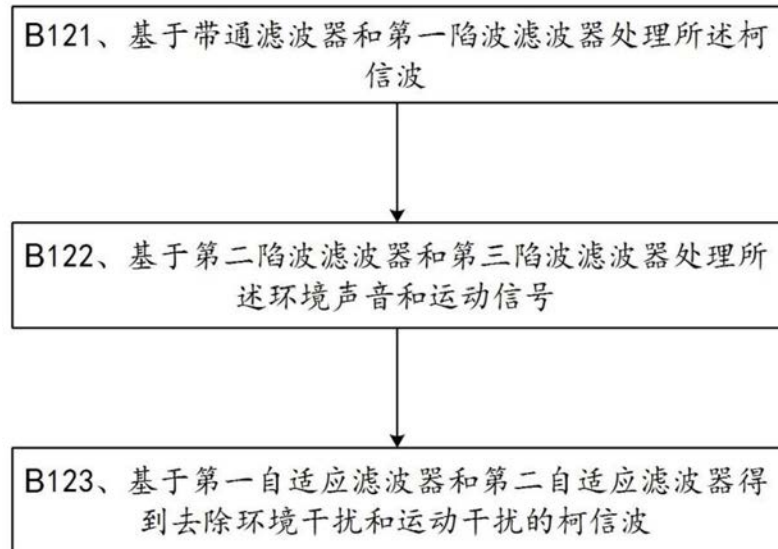 B121、基于带通滤波器和第一陷波滤波器处理所述柯
信波
B122、基于第二陷波滤波器和第三陷波滤波器处理所
述环境声音和运动信号
B123、基于第一自适应滤波器和第二自适应滤波器得
到去除环境干扰和运动干扰的柯信波